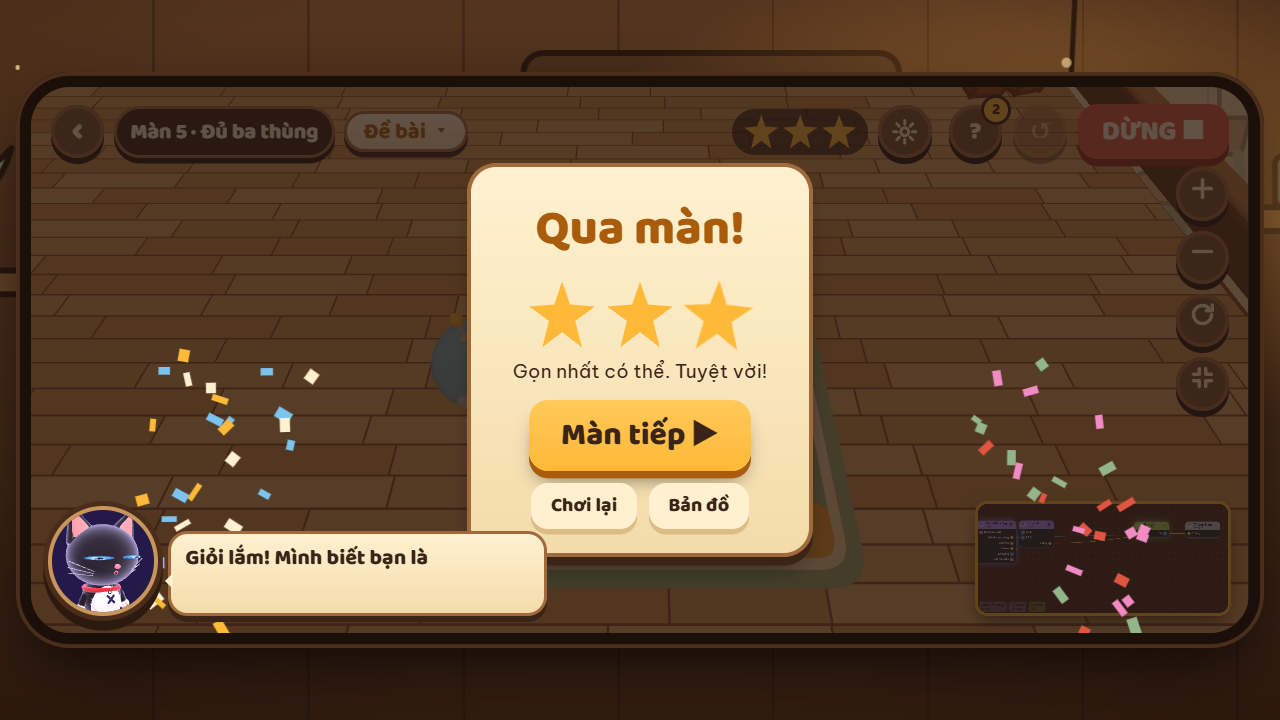 Màn 5 • Đủ ba thùng
Đề bài
?
2
DỪNG
Qua màn!
Gọn nhất có thể. Tuyệt vời!
Màn tiếp
Chơi lại
Bản đồ
Giỏi lắm! Mình biết bạn là